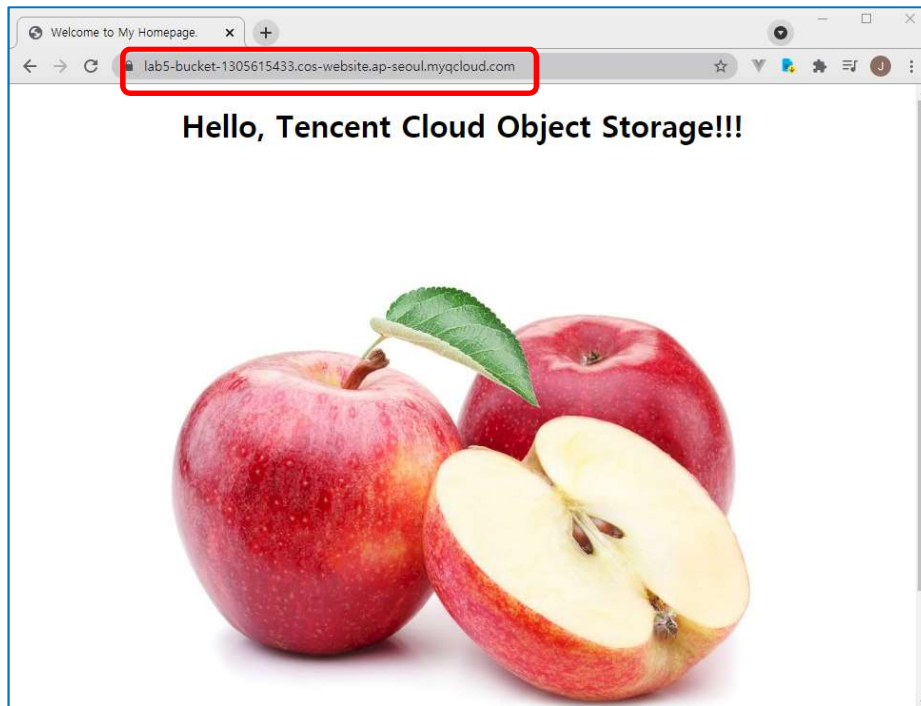 Welcome to My Homepage.
lab5-bucket-1305615433.cos-website.ap-seoul.myqcloud.com
J
Hello, Tencent Cloud Object Storage!!!